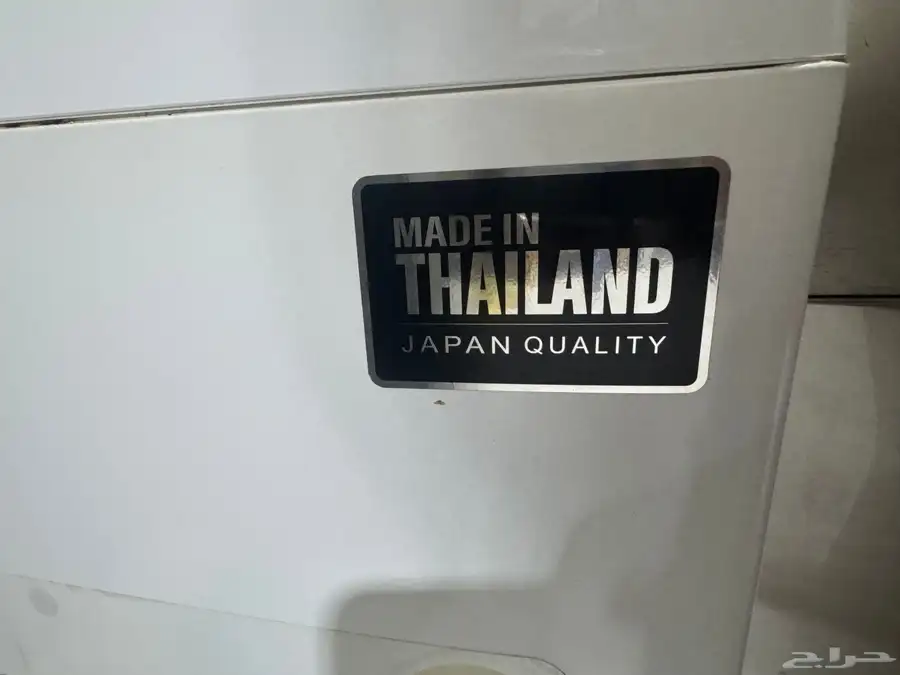 MADE IN
THAILAND
JAPAN QUALITY
حراج